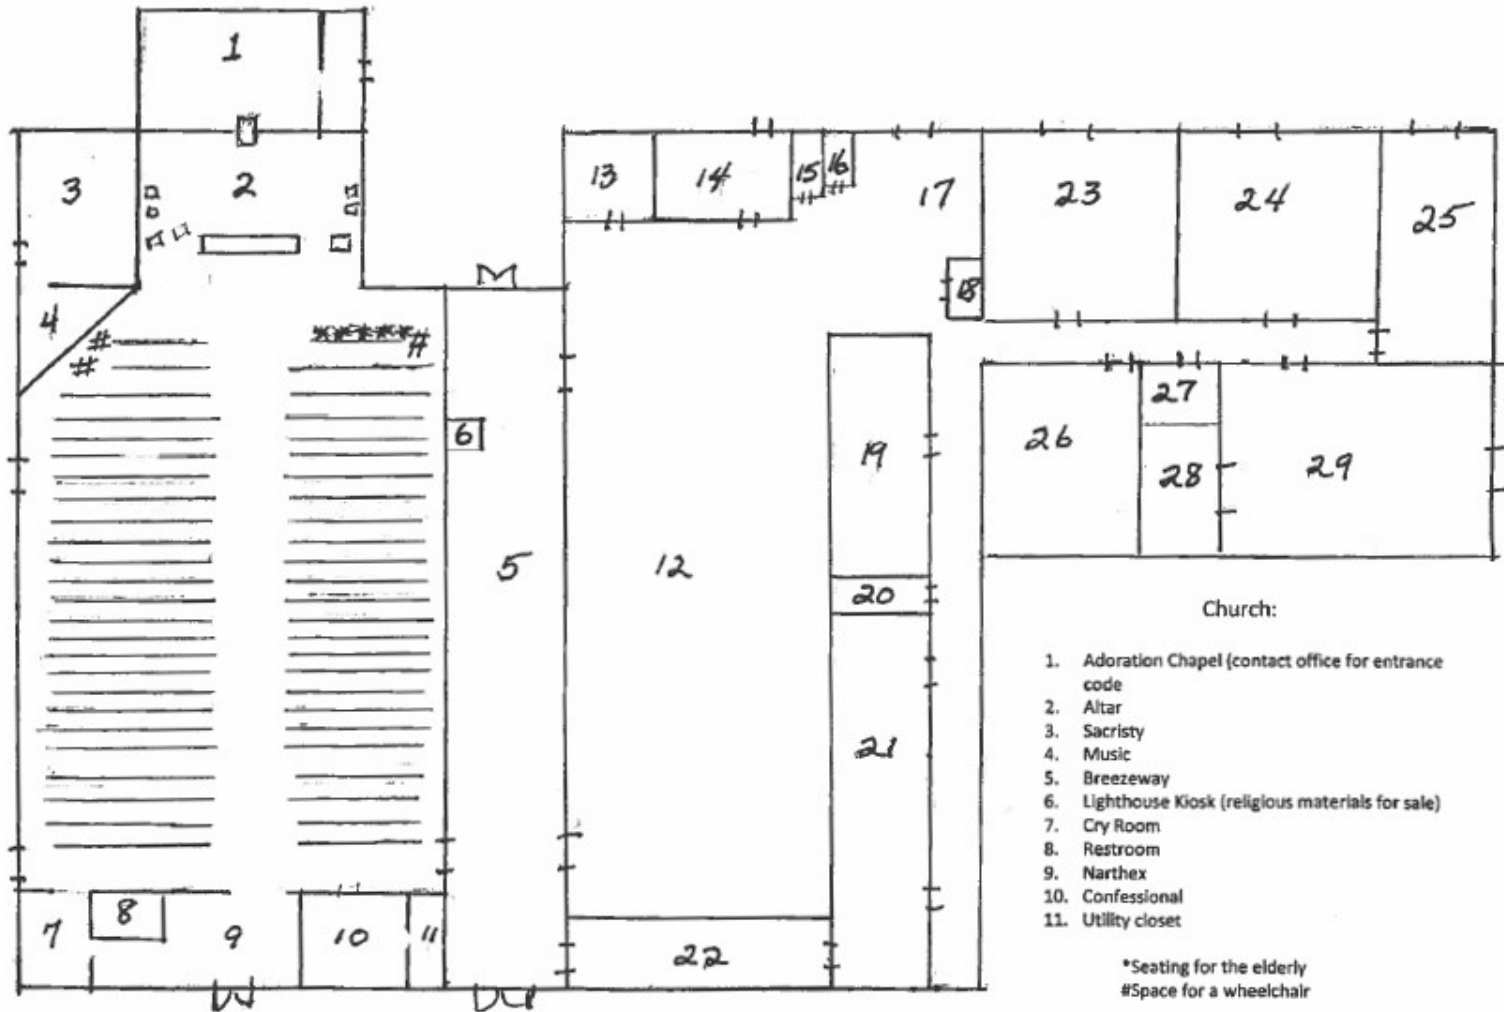 1
3
2
13
14
15
16
17
23
24
25
18
4
#
#
*****
#
6
19
26
27
28
29
5
12
20
21
7
8
9
10
11
22
Church:
1. Adoration Chapel (contact office for entrance
code
2. Altar
3. Sacristy
4. Music
5. Breezeway
6. Lighthouse Kiosk (religious materials for sale)
7. Cry Room
8. Restroom
9. Narthex
10. Confessional
11. Utility closet
*Seating for the elderly
#Space for a wheelchair